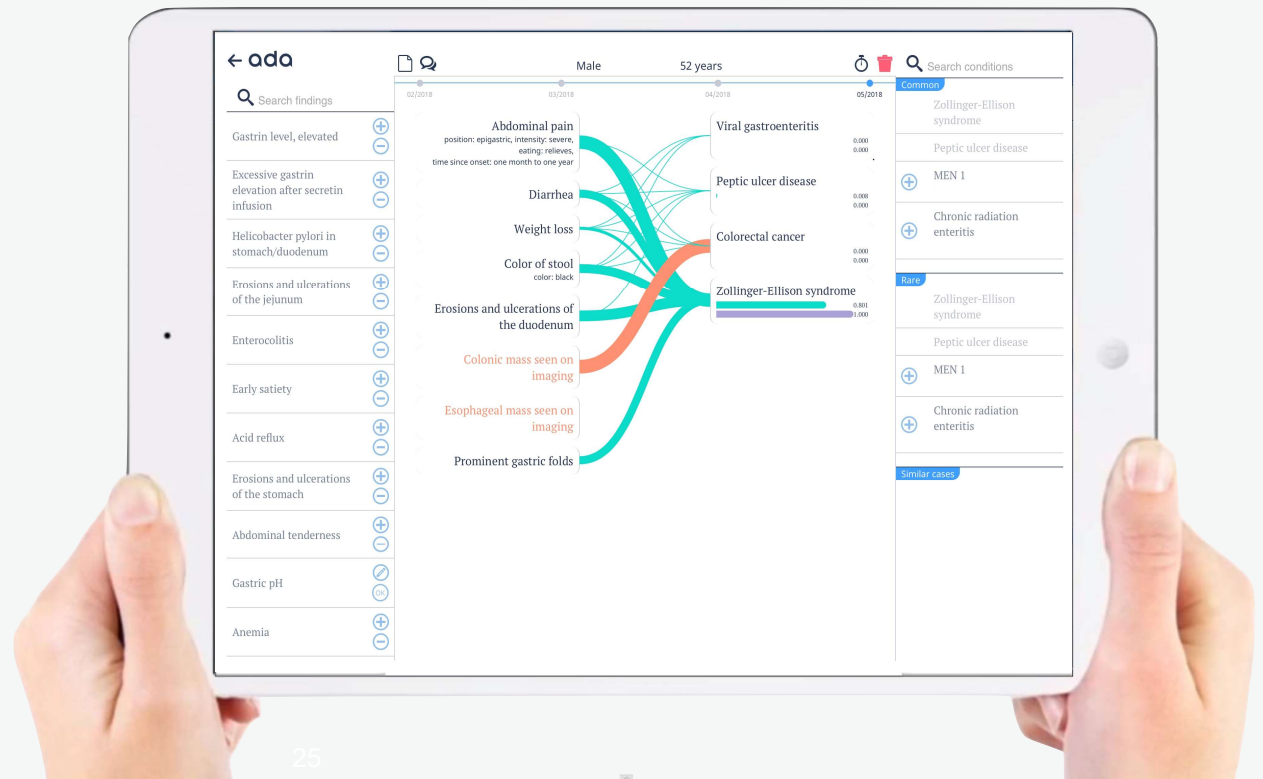 ← ada
Male
52 years
Search findings
Gastrin level, elevated
Excessive gastrin
elevation after secretin
infusion
Helicobacter pylori in
stomach/duodenum
Erosions and ulcerations
of the jejunum
Enterocolitis
Early satiety
Acid reflux
Erosions and ulcerations
of the stomach
Abdominal tenderness
Gastric pH
OK
Anemia
02/2018
03/2018
04/2018
05/2018
Abdominal pain
position: epigastric, intensity: severe,
eating: relieves,
time since onset: one month to one year
Diarrhea
Weight loss
Color of stool
color: black
Erosions and ulcerations of
the duodenum
Colonic mass seen on
imaging
Esophageal mass seen on
imaging
Prominent gastric folds
Viral gastroenteritis
0.000
0.000
Peptic ulcer disease
0.008
0.000
Colorectal cancer
0.000
0.000
Zollinger-Ellison syndrome
0.801
1.000
Search conditions
Common
Zollinger-Ellison
syndrome
Peptic ulcer disease
MEN 1
Chronic radiation
enteritis
Rare
Zollinger-Ellison
syndrome
Peptic ulcer disease
MEN 1
Chronic radiation
enteritis
Similar cases
25